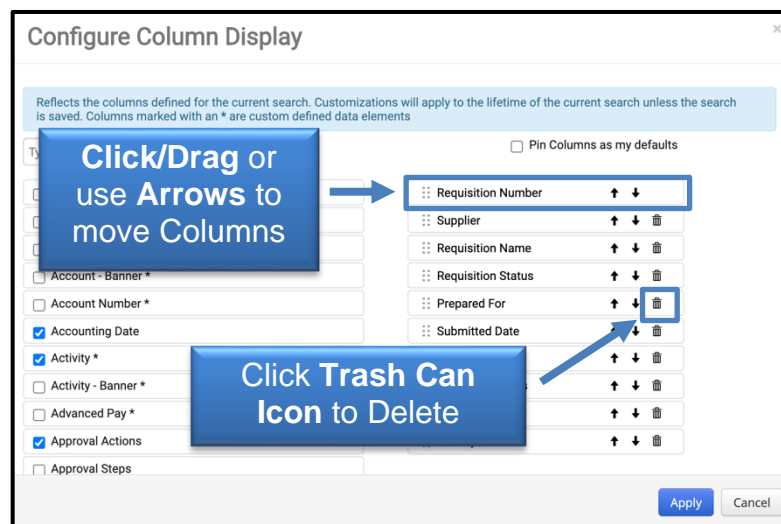 Configure Column Display
×
Reflects the columns defined for the current search. Customizations will apply to the lifetime of the current search unless the search
is saved. Columns marked with an * are custom defined data elements
Pin Columns as my defaults
Click/Drag or
use Arrows to
move Columns
Requisition Number
Supplier
Requisition Name
Account - Banner *
Requisition Status
Account Number *
Prepared For
Accounting Date
Submitted Date
Activity *
Activity - Banner *
Click Trash Can
Icon to Delete
Advanced Pay *
Approval Actions
Approval Steps
Apply
Cancel